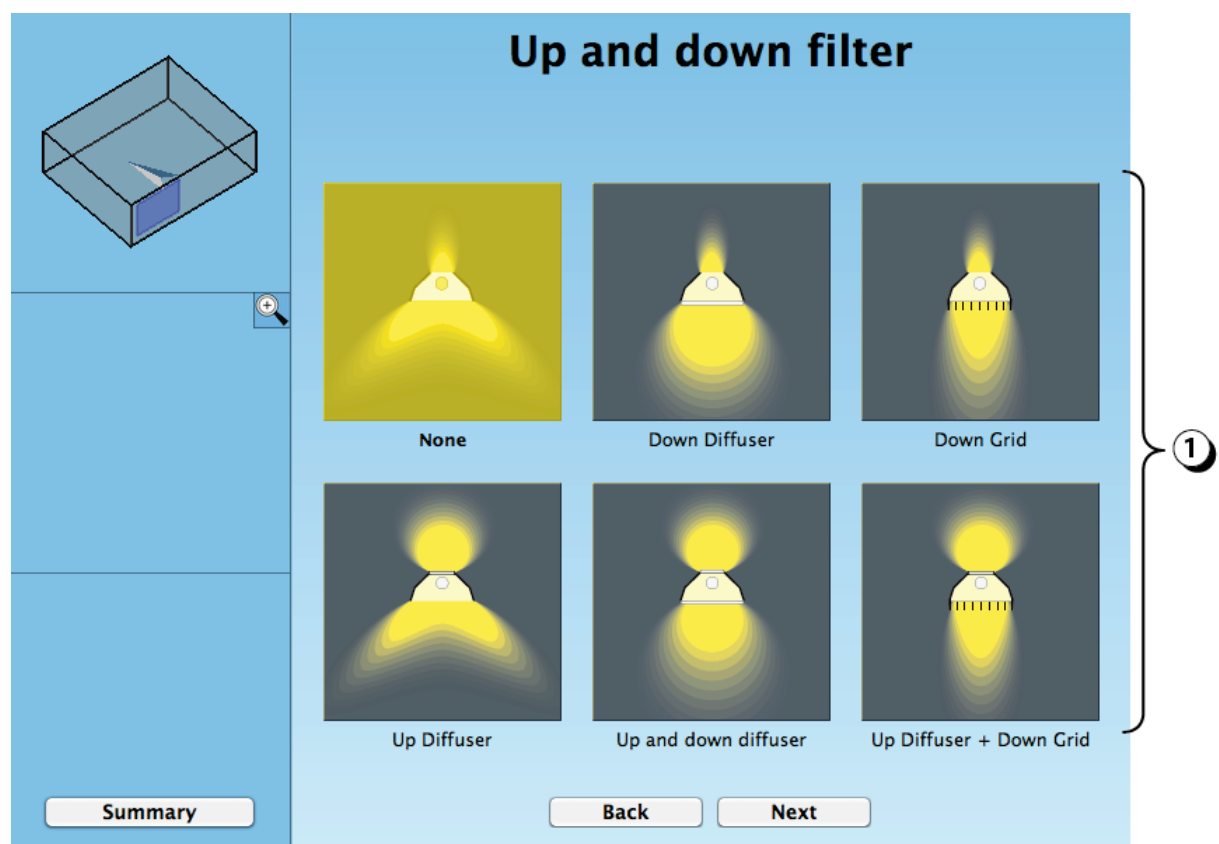 Up and down filter
None
Down Diffuser
Down Grid
1
Up Diffuser
Up and down diffuser
Up Diffuser + Down Grid
Summary
Back
Next